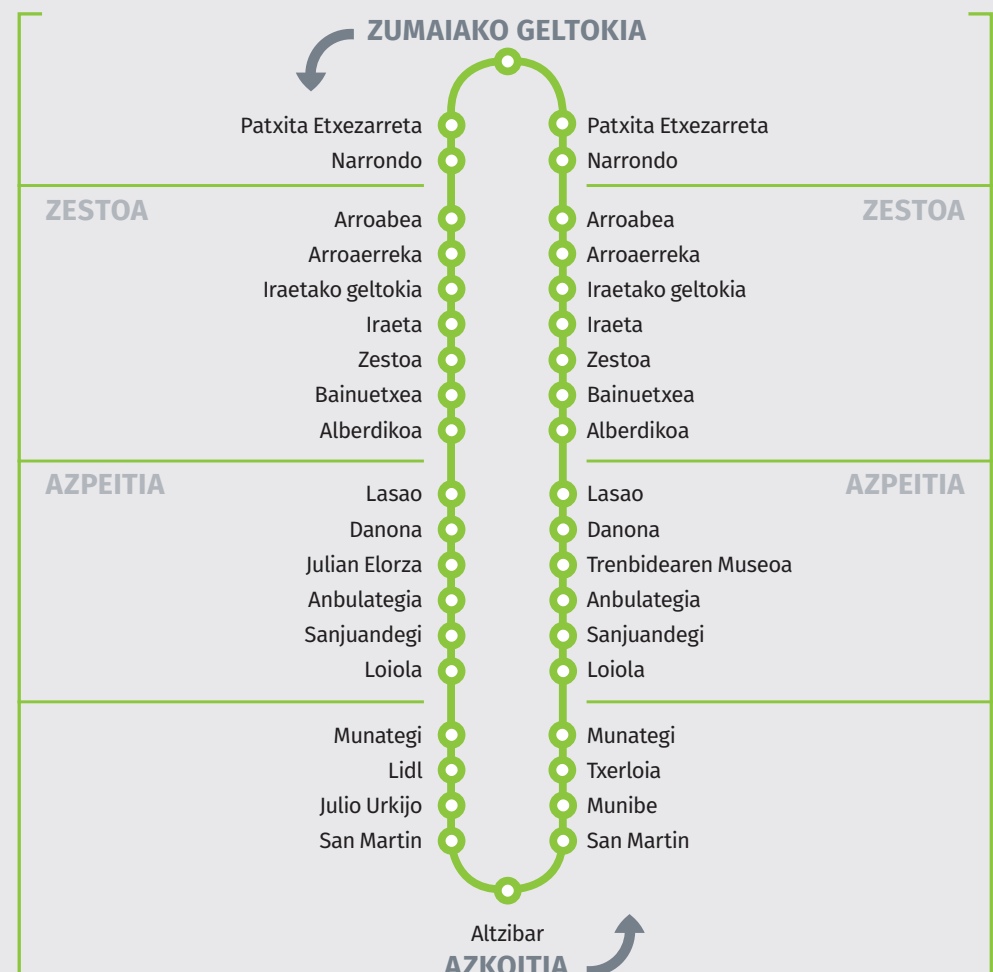 ZUMAIAKO GELTOKIA
Patxita Etxezarreta
Patxita Etxezarreta
Narrondo
Narrondo
ZESTOA
ZESTOA
Arroabea
Arroabea
Arroaerreka
Arroaerreka
Iraetako geltokia
Iraetako geltokia
Iraeta
Iraeta
Zestoa
Zestoa
Bainuetxea
Bainuetxea
Alberdikoa
Alberdikoa
AZPEITIA
AZPEITIA
Lasao
Lasao
Danona
Danona
Julian Elorza
Trenbidearen Museoa
Anbulategia
Anbulategia
Sanjuandegi
Sanjuandegi
Loiola
Loiola
Munategi
Munategi
Lidl
Txerloia
Julio Urkijo
Munibe
San Martin
San Martin
Altzibar
AZKOITIA